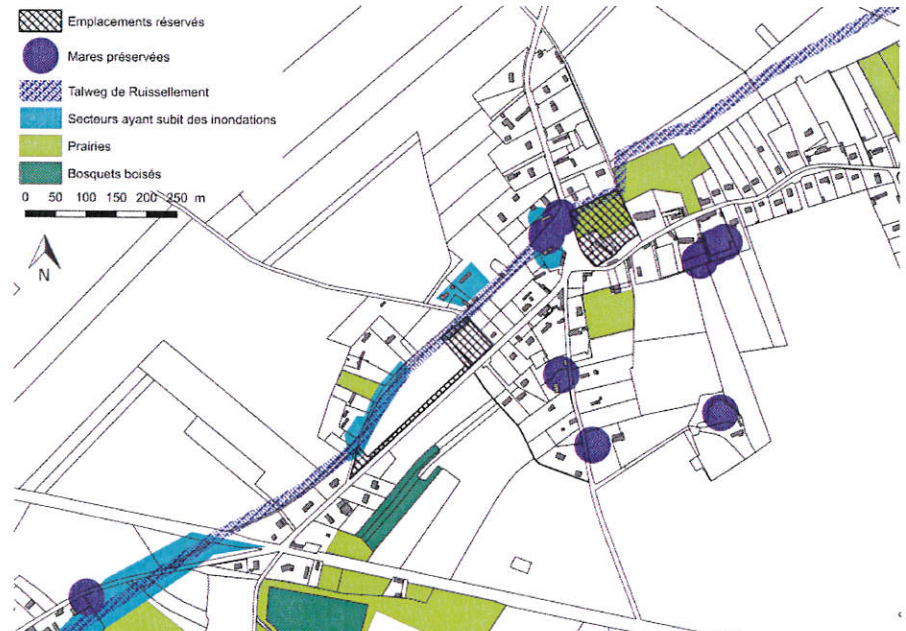 Emplacements réservés
Mares préservées
Talweg de Ruissellement
Secteurs ayant subit des inondations
Prairies
Bosquets boisés
0 50 100 150 200 250 m
N